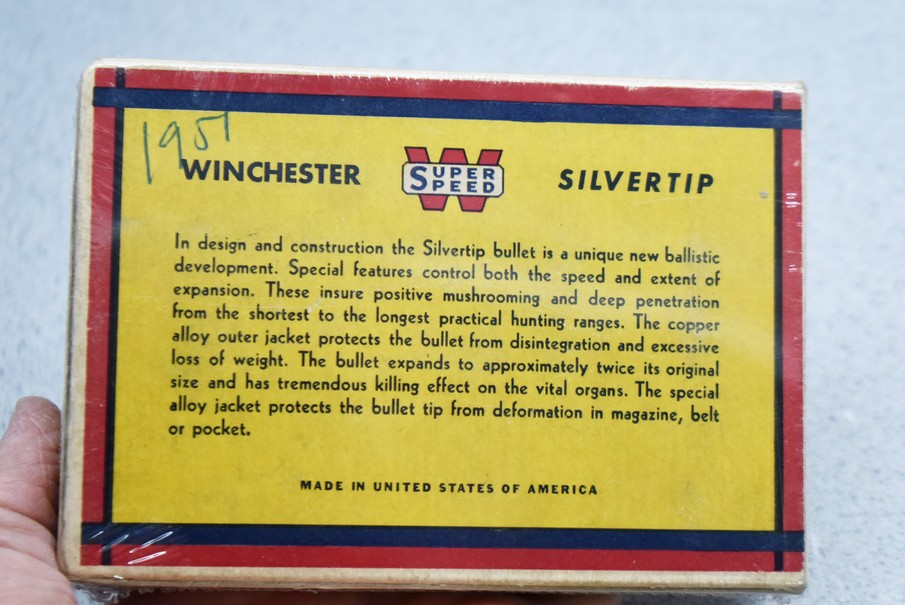 1951
WINCHESTER
W
SUPER
SPEED
SILVERTIP
In design and construction the Silvertip bullet is a unique new ballistic
development. Special features control both the speed and extent of
expansion. These insure positive mushrooming and deep penetration
from the shortest to the longest practical hunting ranges. The copper
alloy outer jacket protects the bullet from disintegration and excessive
loss of weight. The bullet expands to approximately twice its original
size and has tremendous killing effect on the vital organs. The special
alloy jacket protects the bullet tip from deformation in magazine, belt
or pocket.
MADE IN UNITED STATES OF AMERICA